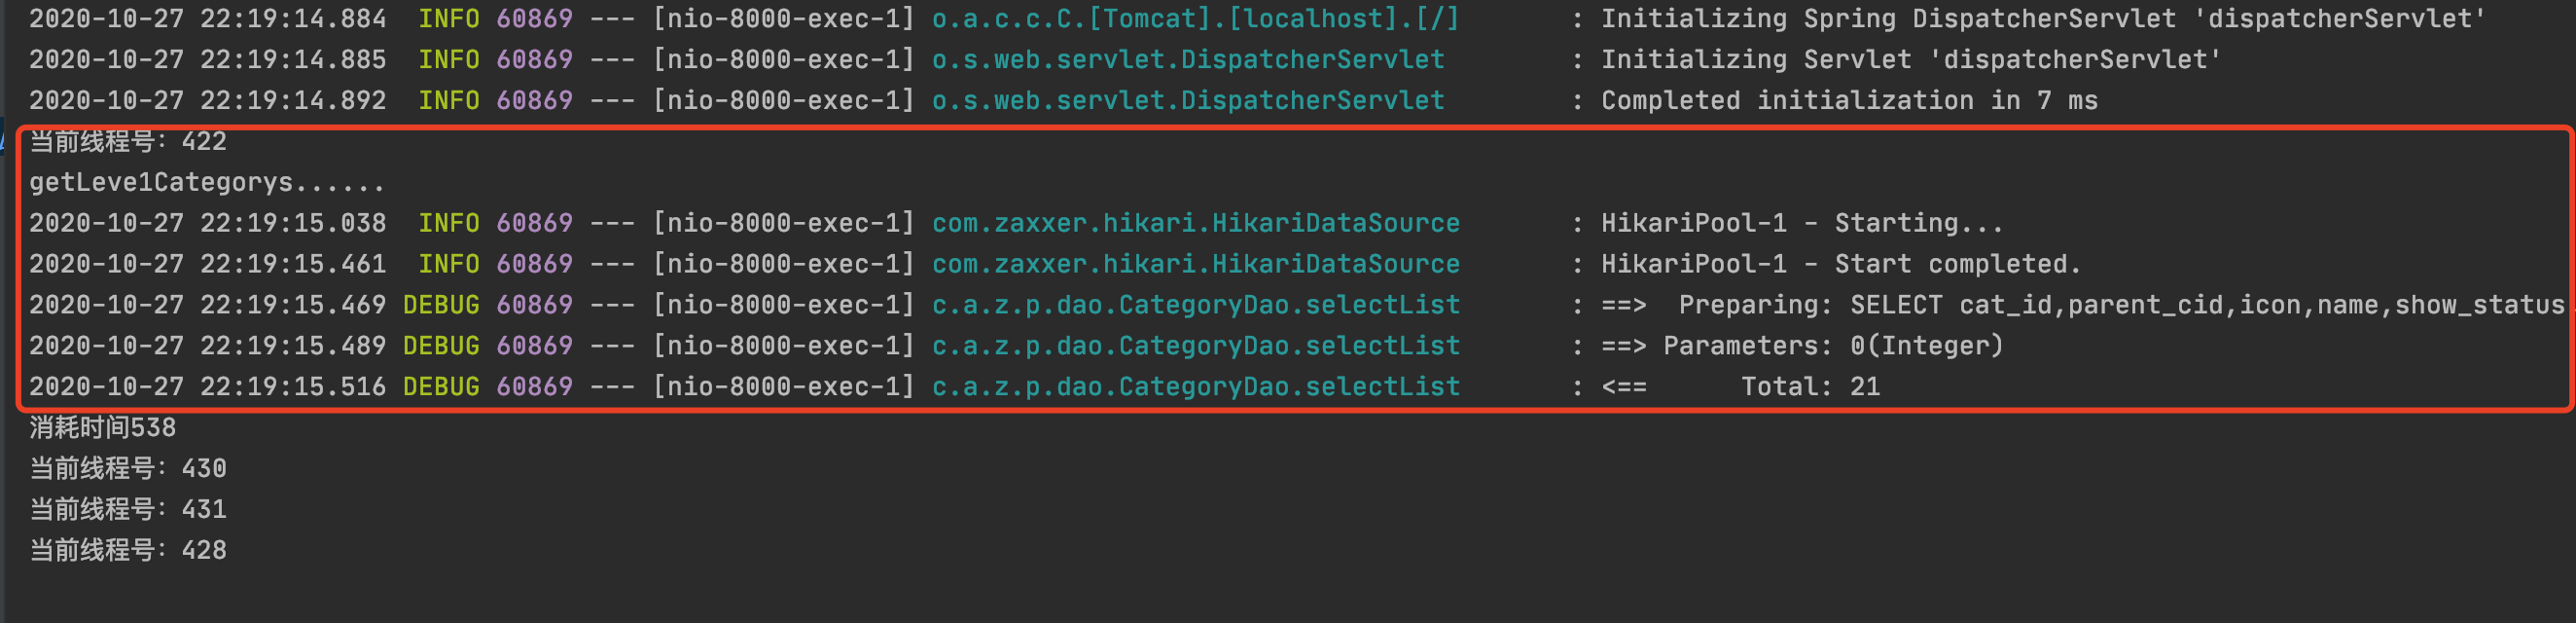 2020-10-27 22:19:14.884  INFO 60869 --- [nio-8000-exec-1] o.a.c.c.C.[Tomcat].[localhost].[/]       : Initializing Spring DispatcherServlet 'dispatcherServlet'
2020-10-27 22:19:14.885  INFO 60869 --- [nio-8000-exec-1] o.s.web.servlet.DispatcherServlet        : Initializing Servlet 'dispatcherServlet'
2020-10-27 22:19:14.892  INFO 60869 --- [nio-8000-exec-1] o.s.web.servlet.DispatcherServlet        : Completed initialization in 7 ms
当前线程号：422
getLeve1Categorys......
2020-10-27 22:19:15.038  INFO 60869 --- [nio-8000-exec-1] com.zaxxer.hikari.HikariDataSource       : HikariPool-1 - Starting...
2020-10-27 22:19:15.461  INFO 60869 --- [nio-8000-exec-1] com.zaxxer.hikari.HikariDataSource       : HikariPool-1 - Start completed.
2020-10-27 22:19:15.469 DEBUG 60869 --- [nio-8000-exec-1] c.a.z.p.dao.CategoryDao.selectList       : ==>  Preparing: SELECT cat_id,parent_cid,icon,name,show_status
2020-10-27 22:19:15.489 DEBUG 60869 --- [nio-8000-exec-1] c.a.z.p.dao.CategoryDao.selectList       : ==> Parameters: 0(Integer)
2020-10-27 22:19:15.516 DEBUG 60869 --- [nio-8000-exec-1] c.a.z.p.dao.CategoryDao.selectList       : <==      Total: 21
消耗时间538
当前线程号：430
当前线程号：431
当前线程号：428